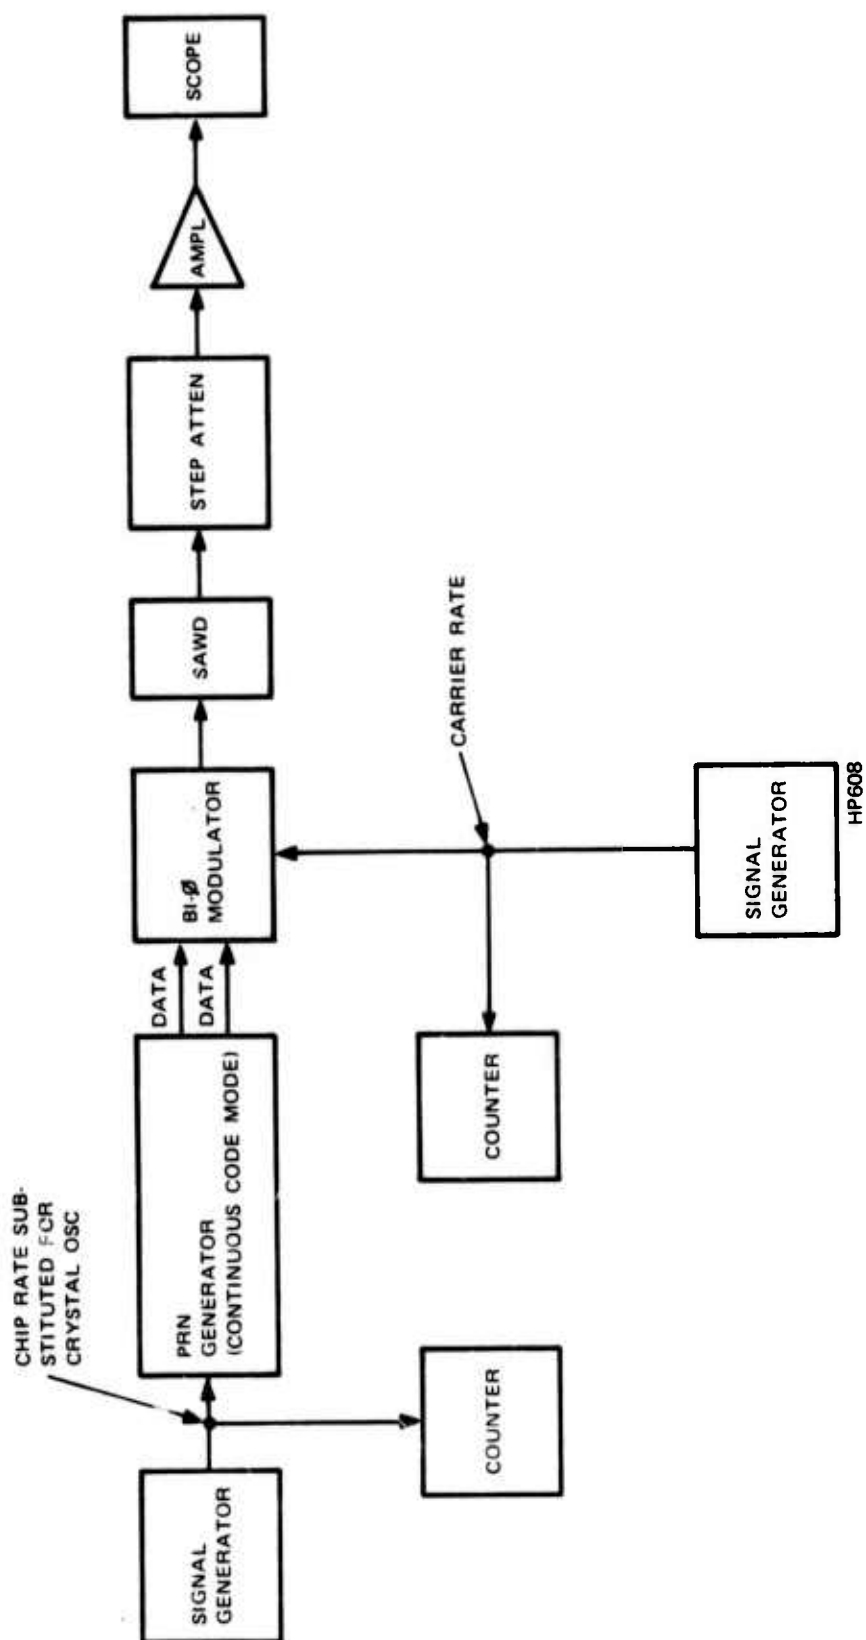 CHIP RATE SUB-
STITUTED FOR
CRYSTAL OSC
SIGNAL
GENERATOR
PRN
GENERATOR
(CONTINUOUS CODE MODE)
DATA
DATA
BI-Ø
MODULATOR
SAWD
STEP ATTEN
AMPL
SCOPE
COUNTER
COUNTER
CARRIER RATE
SIGNAL
GENERATOR
HP608